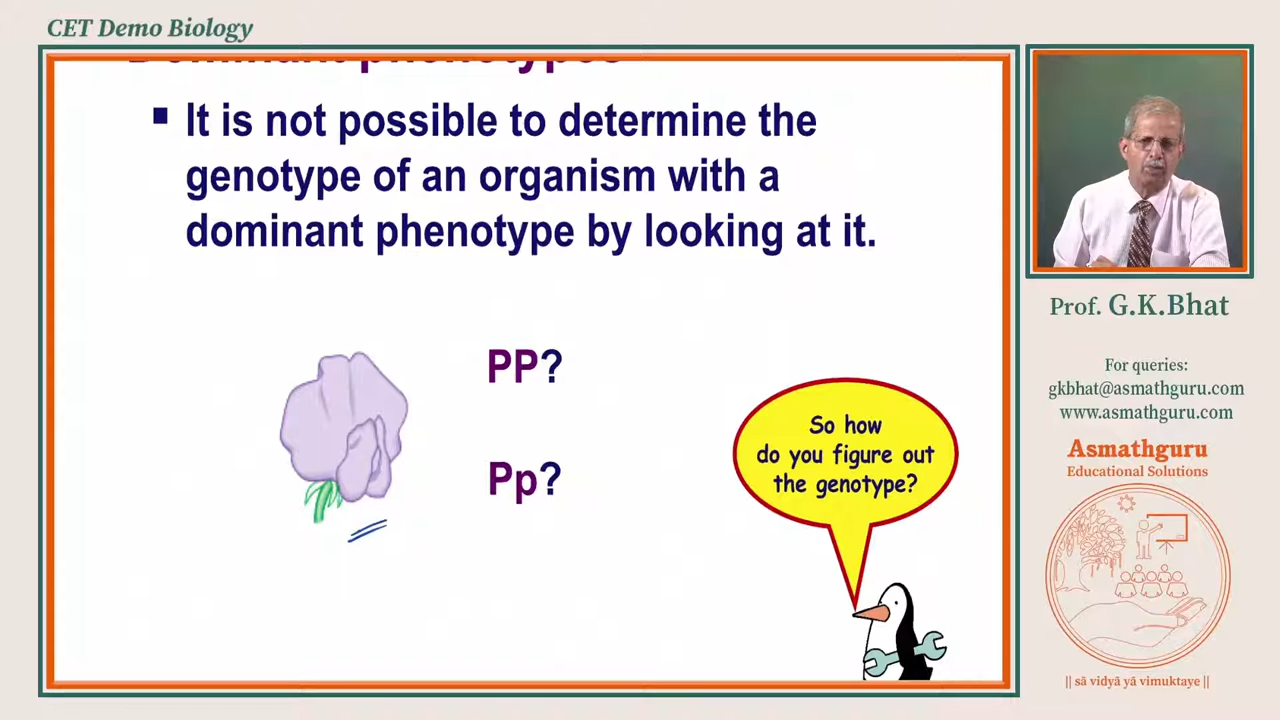 CET Demo Biology
Dominant phenotypes
It is not possible to determine the
genotype of an organism with a
dominant phenotype by looking at it.
PP?
Pp?
So how
do you figure out
the genotype?
Prof. G.K.Bhat
For queries:
gkbhat@asmathguru.com
www.asmathguru.com
Asmathguru
Educational Solutions
|| sā vidyā yā vimuktaye ||